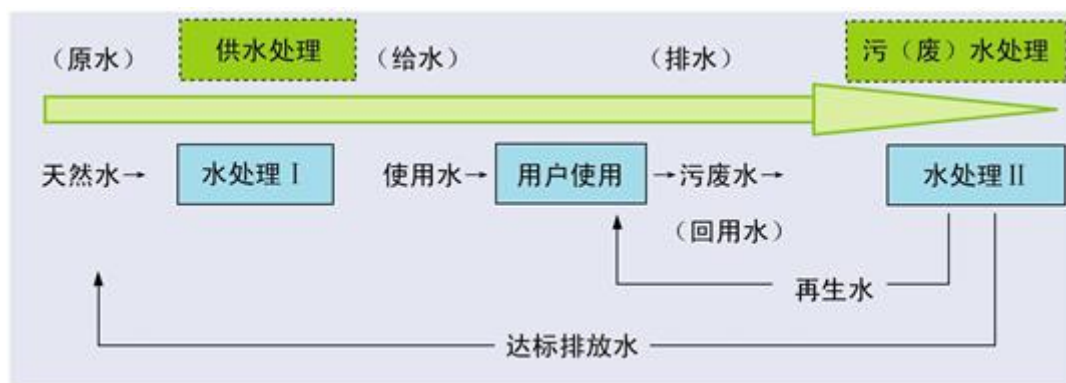 （原水） 供水处理 （给水） （排水） 污（废）水处理
天然水→ 水处理Ⅰ 使用水→ 用户使用 →污废水→ 水处理Ⅱ
（回用水）
再生水
达标排放水